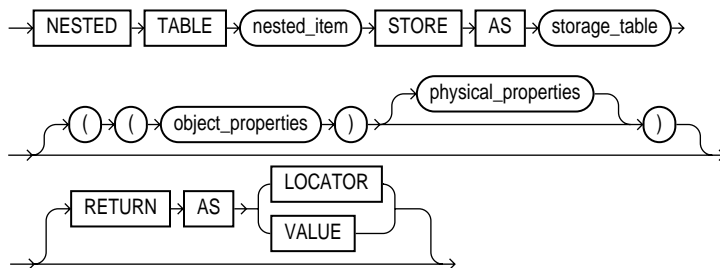 NESTED TABLE nested_item STORE AS storage_table
physical_properties
( ( object_properties ) )
LOCATOR
RETURN AS
VALUE